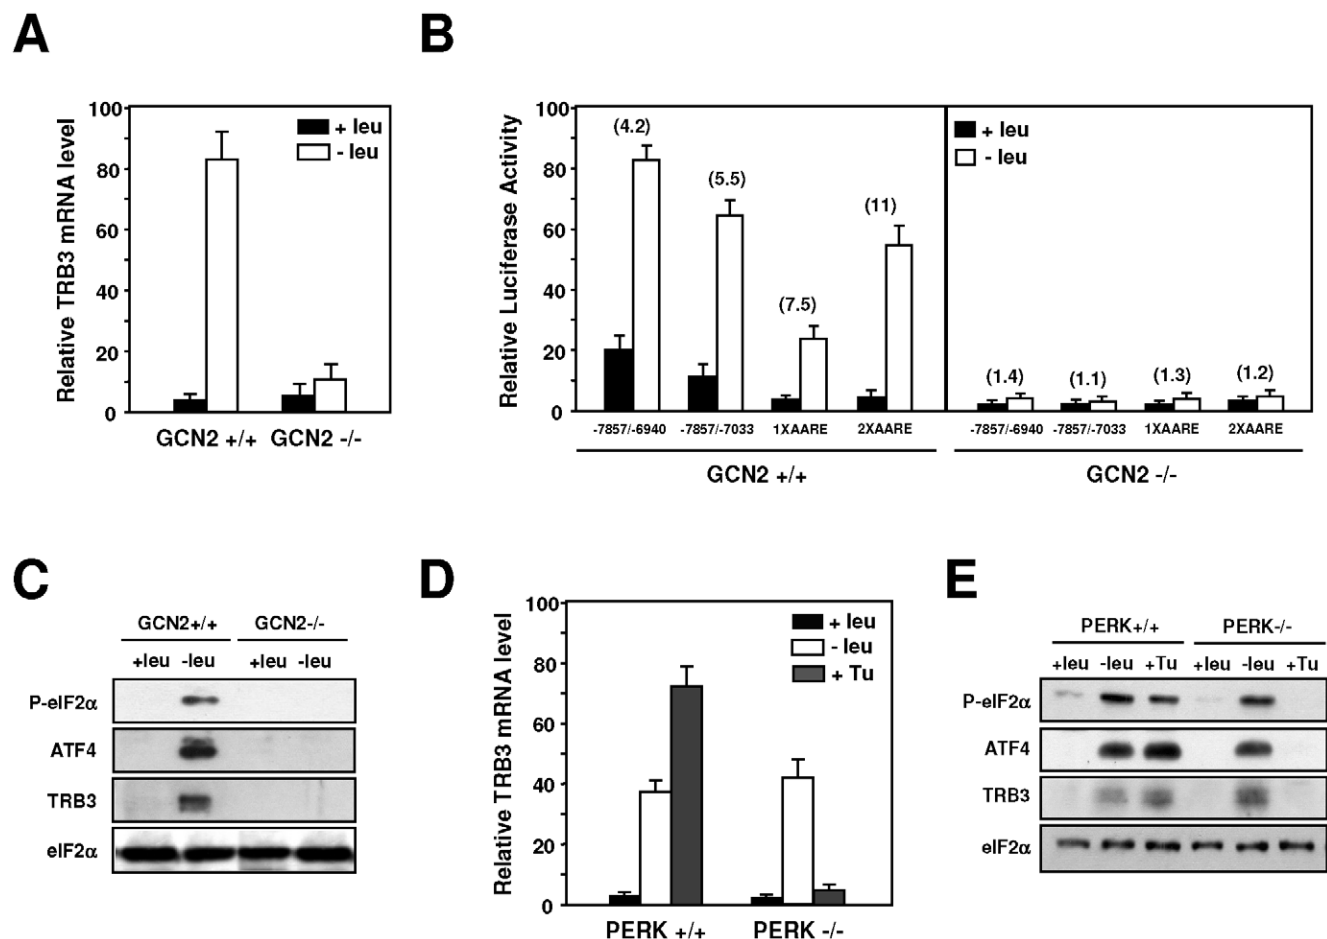 A
B
Relative TRB3 mRNA level
100
80
60
40
20
0
+ leu
- leu
GCN2 +/+ GCN2 -/-
Relative Luciferase Activity
100
80
60
40
20
0
(4.2)
(5.5)
(7.5)
(11)
+ leu
- leu
(1.4) (1.1) (1.3) (1.2)
-7857/-6940 -7857/-7033 1XAARE 2XAARE
-7857/-6940 -7857/-7033 1XAARE 2XAARE
GCN2 +/+
GCN2 -/-
C
GCN2+/+ GCN2-/-
+leu -leu +leu -leu
P-eIF2α
ATF4
TRB3
eIF2α
D
Relative TRB3 mRNA level
100
80
60
40
20
0
+ leu
- leu
+ Tu
PERK +/+ PERK -/-
E
PERK+/+ PERK-/-
+leu -leu +Tu +leu -leu +Tu
P-eIF2α
ATF4
TRB3
eIF2α